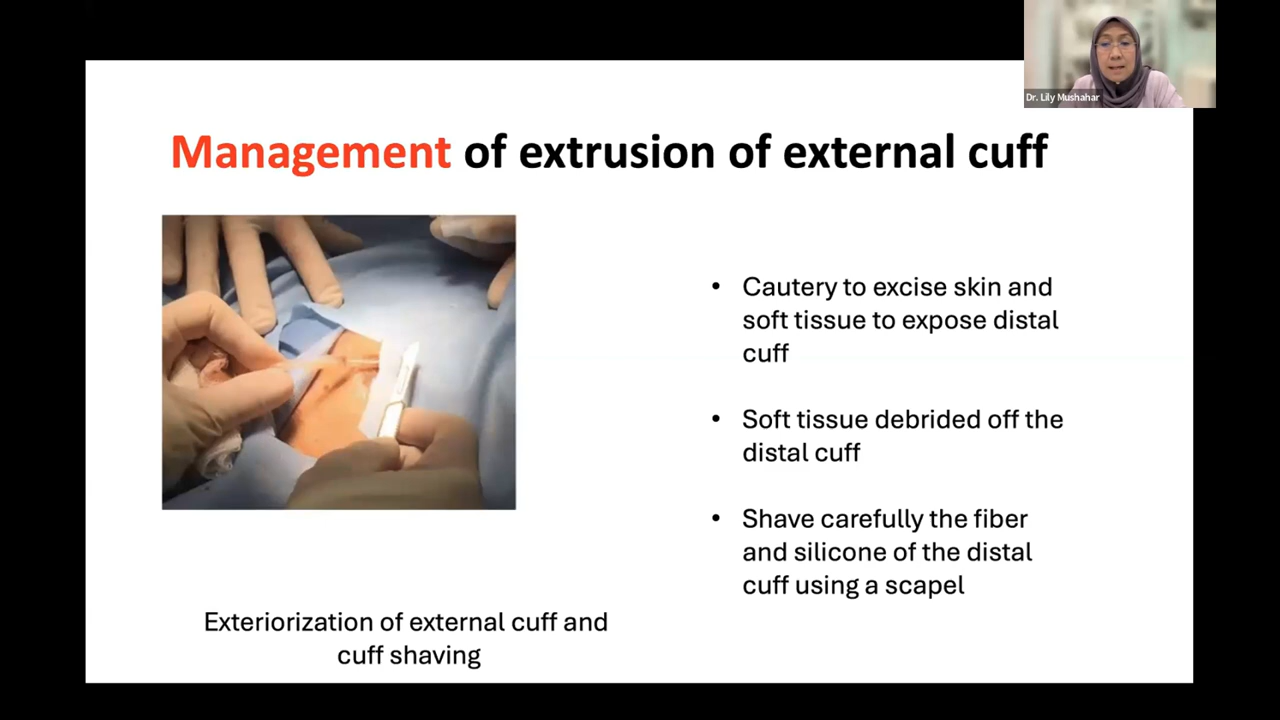 Dr. Lily Mushahar
Management of extrusion of external cuff
• Cautery to excise skin and
soft tissue to expose distal
cuff
• Soft tissue debrided off the
distal cuff
• Shave carefully the fiber
and silicone of the distal
cuff using a scapel
Exteriorization of external cuff and
cuff shaving